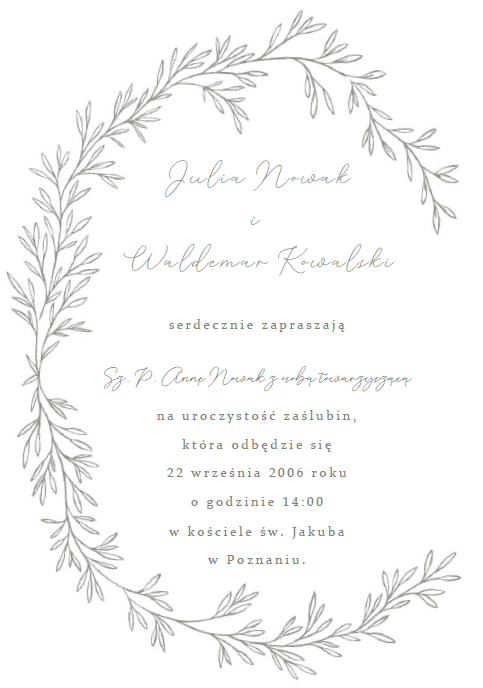 Julia Nowak
i
Waldemar Kowalski
serdecznie zapraszają
Sz. P. Annę Nowak z osobą towarzyszącą
na uroczystość zaślubin,
która odbędzie się
22 września 2006 roku
o godzinie 14:00
w kościele św. Jakuba
w Poznaniu.